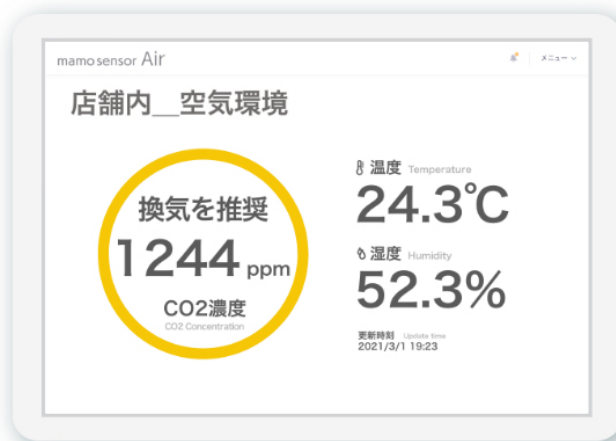 mamo sensor Air
メニュー
店舗内__空気環境
換気を推奨
1244 ppm
CO2濃度
CO2 Concentration
温度 Temperature
24.3℃
湿度 Humidity
52.3%
更新時刻 Update time
2021/3/1 19:23